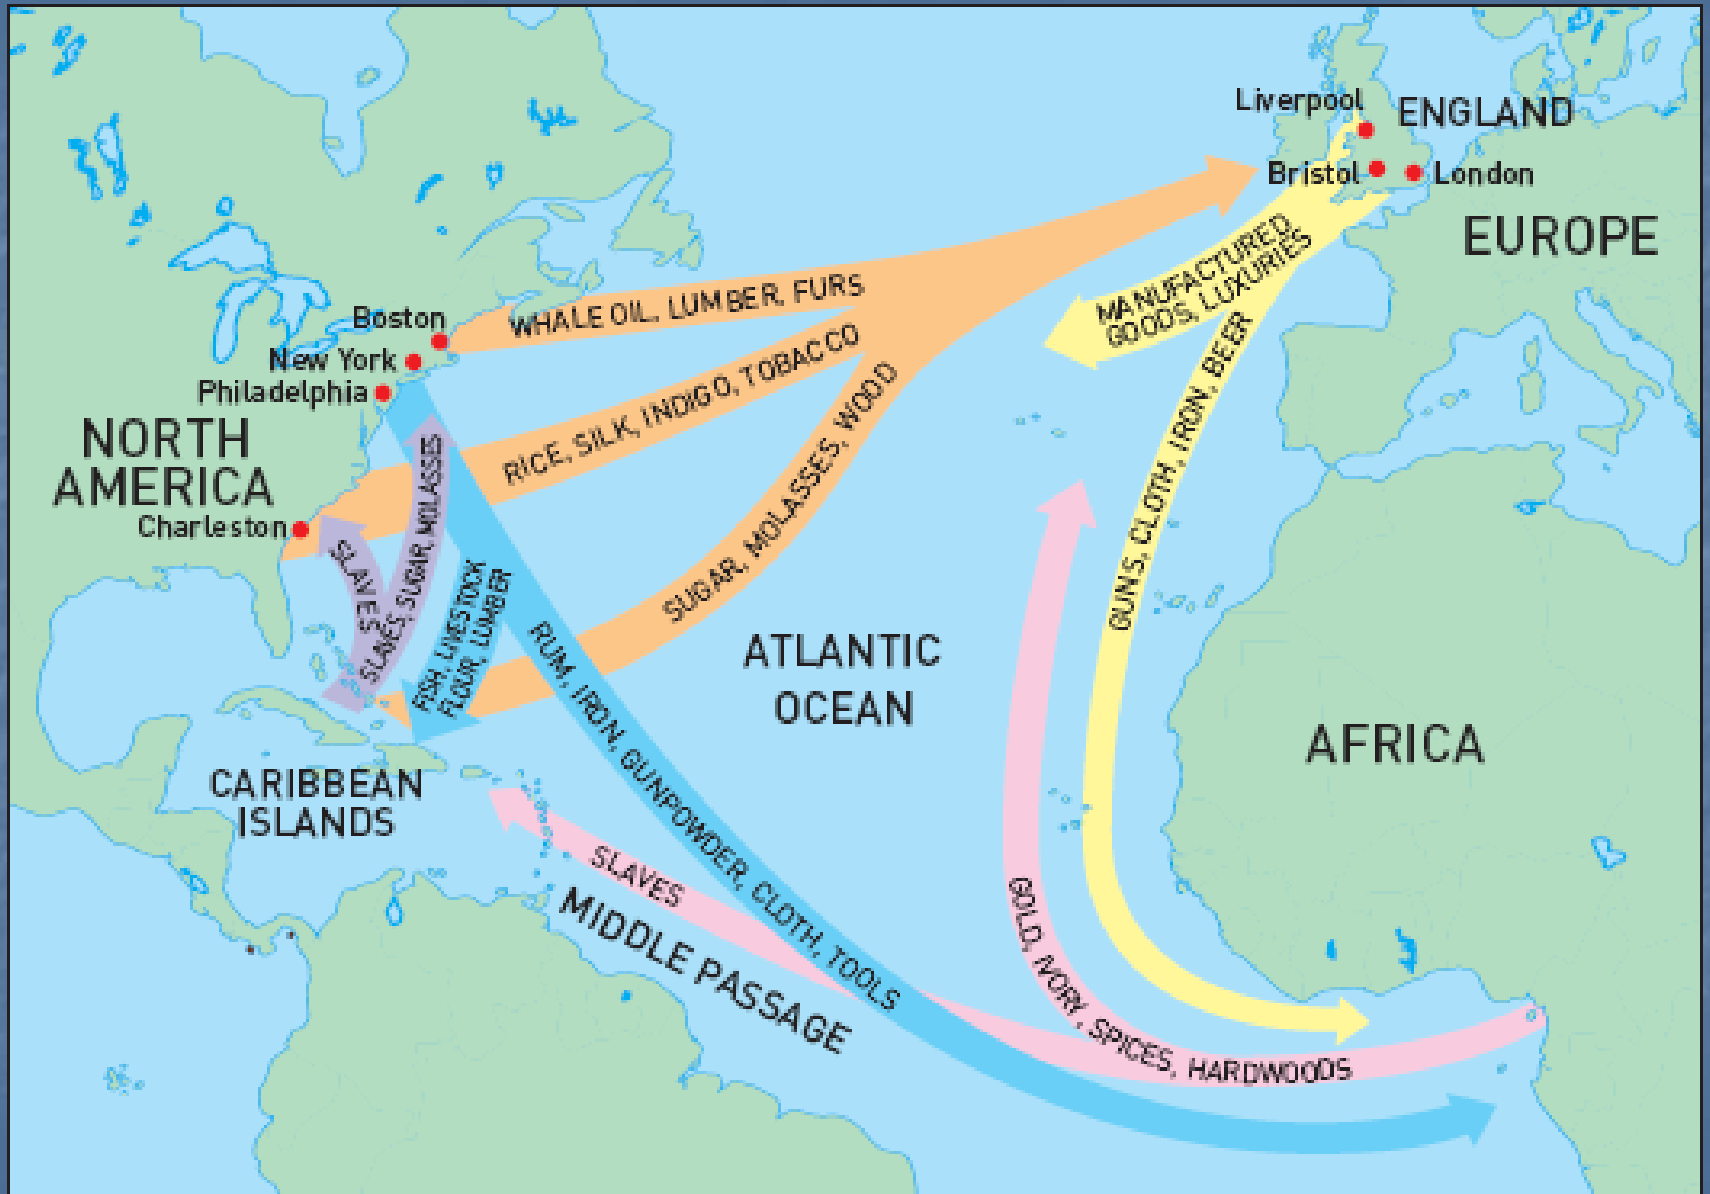 Liverpool
ENGLAND
Bristol
London
EUROPE
MANUFACTURED
GOODS, LUXURIES
WHALE OIL, LUMBER, FURS
Boston
New York
Philadelphia
RICE, SILK, INDIGO, TOBACCO
GUNS, CLOTH, IRON, BEER
NORTH
AMERICA
Charleston
SUGAR, MOLASSES, WOOD
SLAVES
SLAVES, SUGAR, MOLASSES
FISH, LIVESTOCK
FLOUR, LUMBER
RUM, IRON, GUNPOWDER, CLOTH, TOOLS
ATLANTIC
OCEAN
AFRICA
CARIBBEAN
ISLANDS
SLAVES
MIDDLE PASSAGE
GOLD, IVORY, SPICES, HARDWOODS